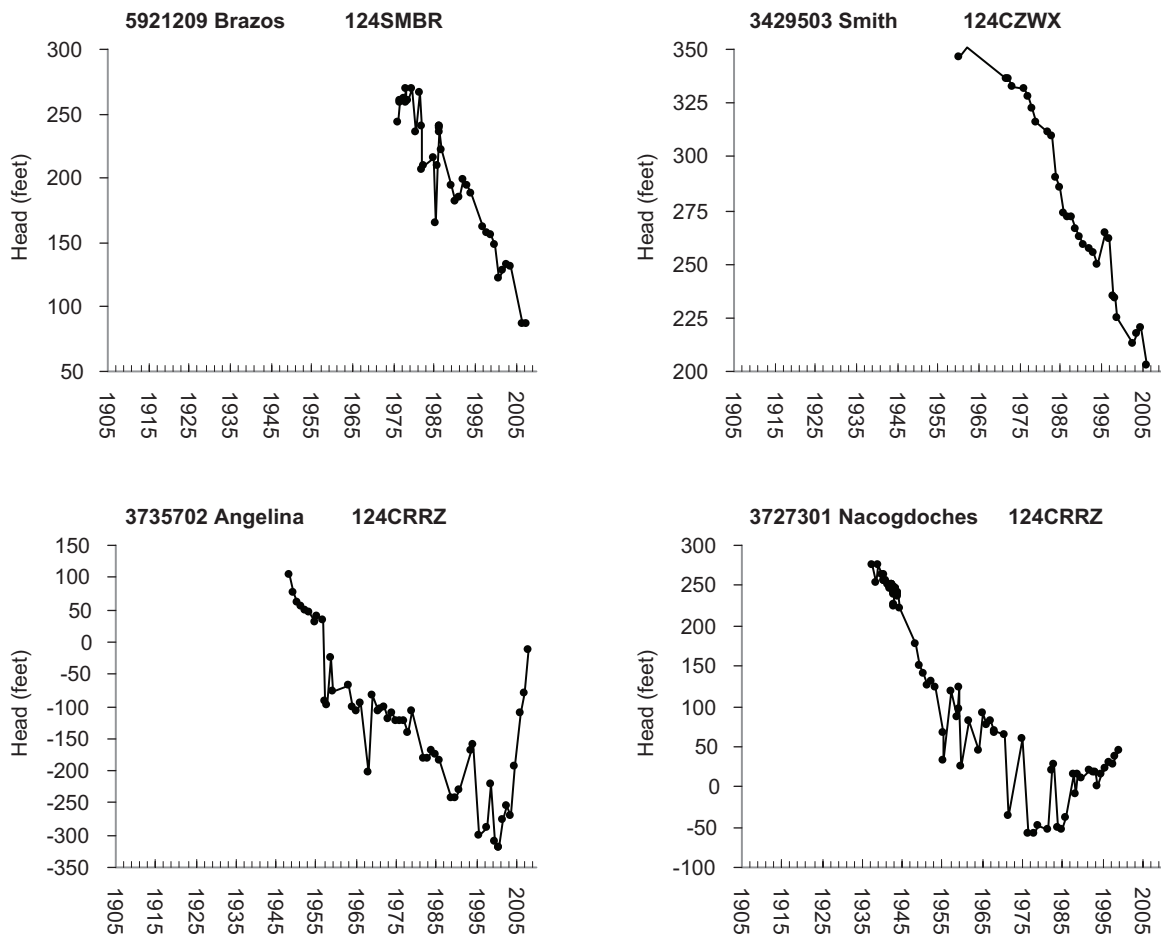 5921209 Brazos 124SMBR
300
250
200
150
100
50
Head (feet)
1905 1915 1925 1935 1945 1955 1965 1975 1985 1995 2005
3429503 Smith 124CZWX
350
325
300
275
250
225
200
Head (feet)
1905 1915 1925 1935 1945 1955 1965 1975 1985 1995 2005
3735702 Angelina 124CRRZ
150
100
50
0
-50
-100
-150
-200
-250
-300
-350
Head (feet)
1905 1915 1925 1935 1945 1955 1965 1975 1985 1995 2005
3727301 Nacogdoches 124CRRZ
300
250
200
150
100
50
0
-50
-100
Head (feet)
1905 1915 1925 1935 1945 1955 1965 1975 1985 1995 2005